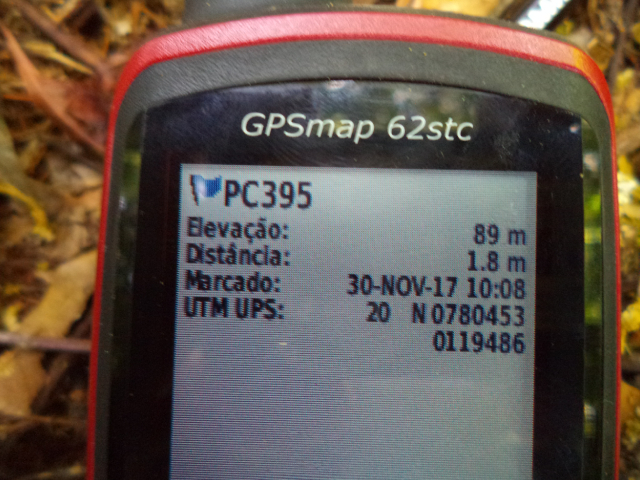 GPSmap 62stc
PC395
Elevação: 89 m
Distância: 1.8 m
Marcado: 30-NOV-17 10:08
UTM UPS: 20 N 0780453
0119486